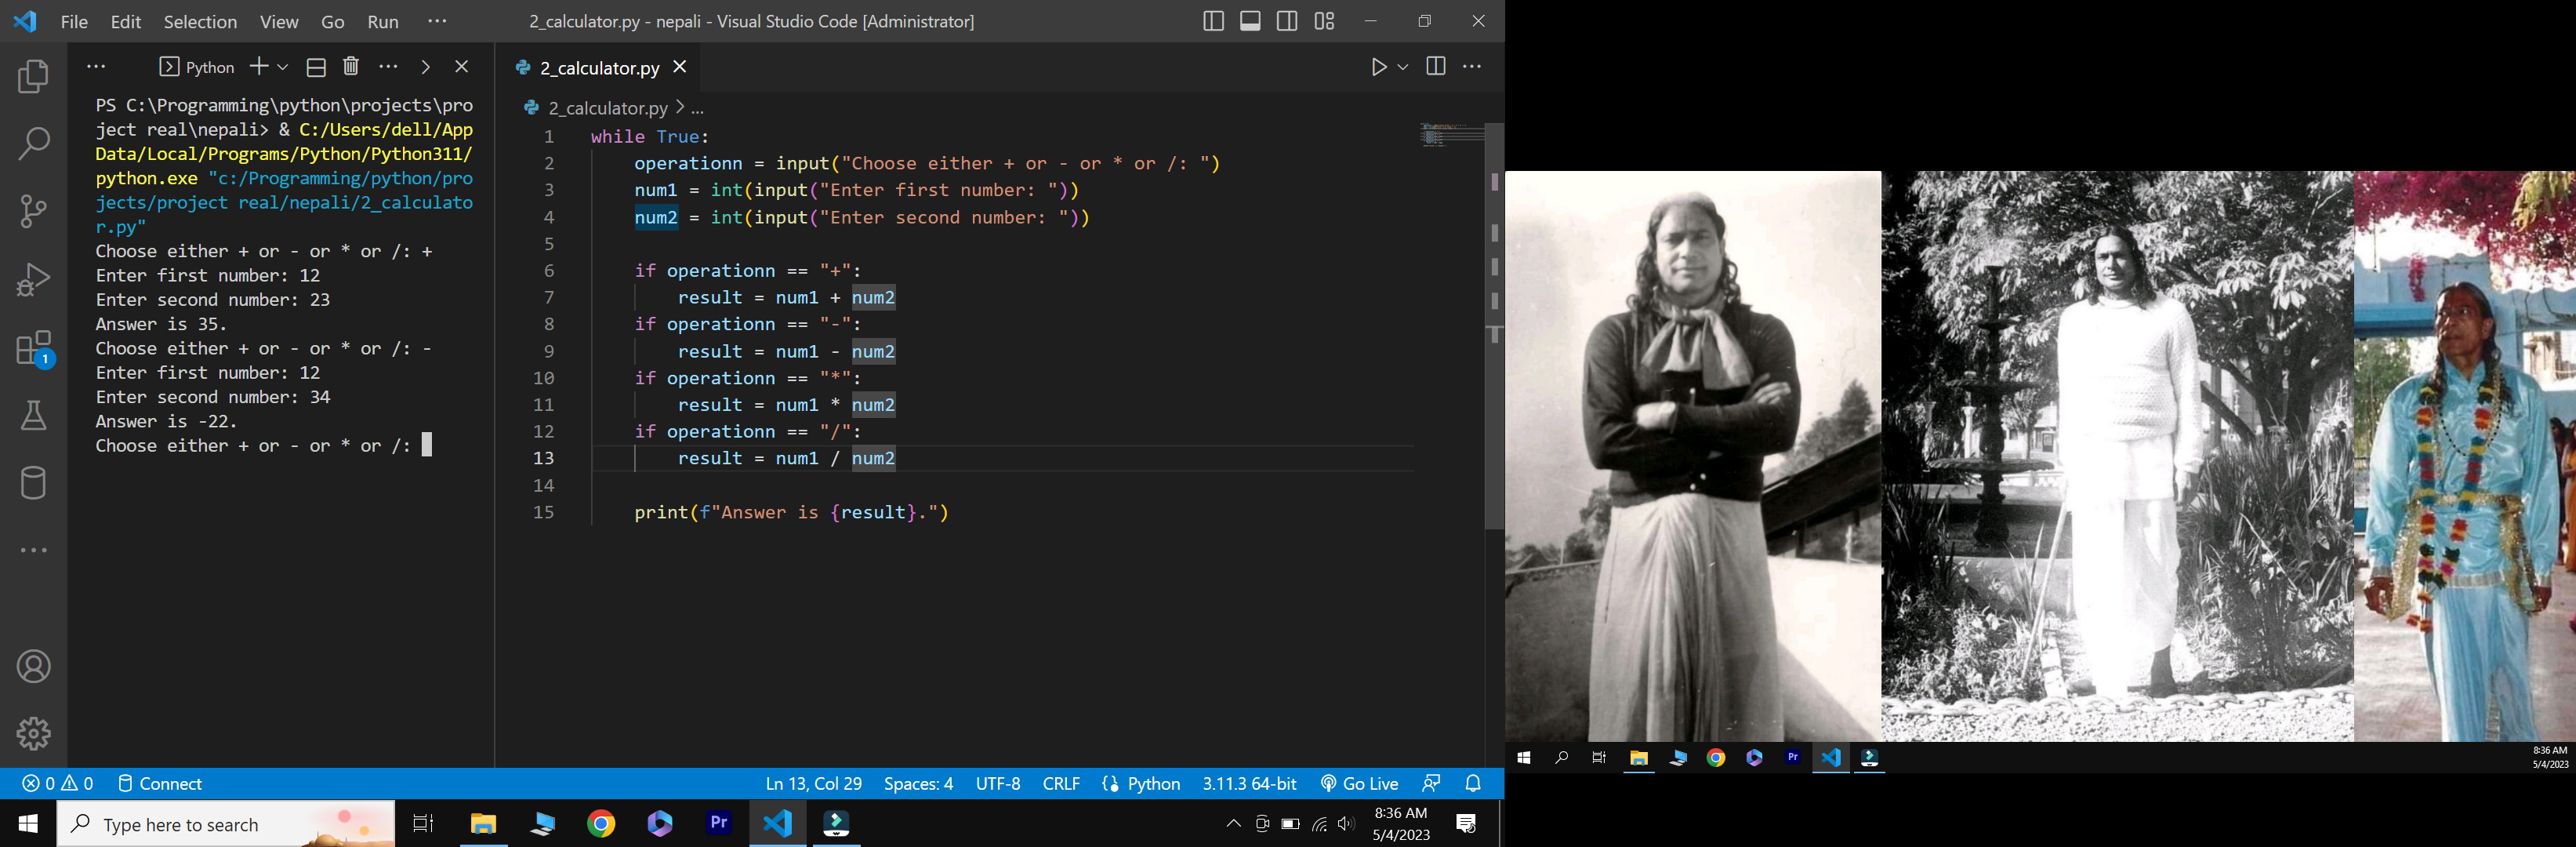 File Edit Selection View Go Run ···
2_calculator.py - nepali - Visual Studio Code [Administrator]
Python
PS C:\Programming\python\projects\pro
ject real\nepali> & C:/Users/dell/App
Data/Local/Programs/Python/Python311/
python.exe "c:/Programming/python/pro
jects/project real/nepali/2_calculato
r.py"
Choose either + or - or * or /: +
Enter first number: 12
Enter second number: 23
Answer is 35.
Choose either + or - or * or /: -
Enter first number: 12
Enter second number: 34
Answer is -22.
Choose either + or - or * or /:
1
2_calculator.py
2_calculator.py > ...
1 while True:
2 operationn = input("Choose either + or - or * or /: ")
3 num1 = int(input("Enter first number: "))
4 num2 = int(input("Enter second number: "))
5
6 if operationn == "+":
7 result = num1 + num2
8 if operationn == "-":
9 result = num1 - num2
10 if operationn == "*":
11 result = num1 * num2
12 if operationn == "/":
13 result = num1 / num2
14
15 print(f"Answer is {result}.")
0 0 Connect
Ln 13, Col 29 Spaces: 4 UTF-8 CRLF Python 3.11.3 64-bit Go Live
Type here to search
Pr
8:36 AM
5/4/2023
Pr
8:36 AM
5/4/2023